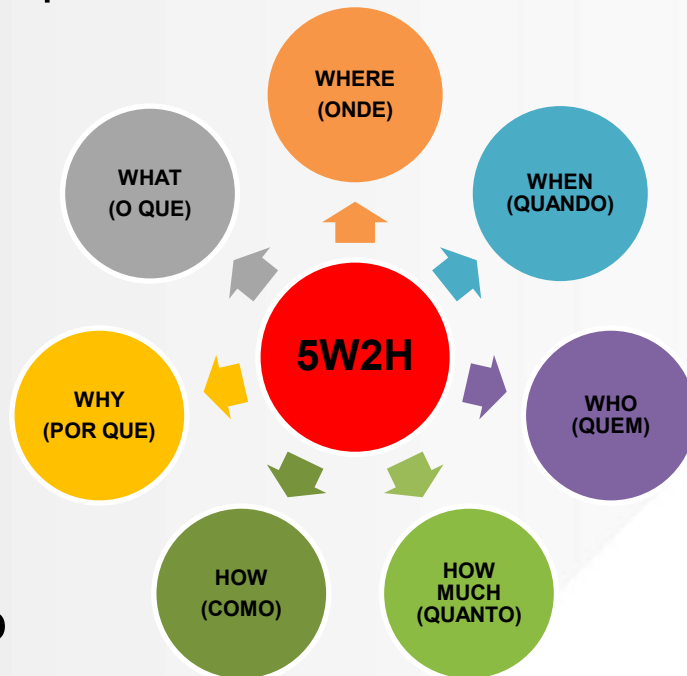 WHERE
(ONDE)
WHAT
(O QUE)
WHEN
(QUANDO)
5W2H
WHY
(POR QUE)
WHO
(QUEM)
HOW
(COMO)
HOW
MUCH
(QUANTO)